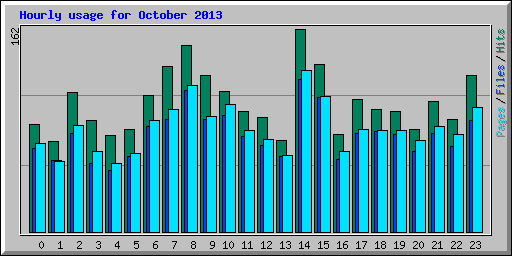 Hourly usage for October 2013
162
Pages/Files/Hits
0 1 2 3 4 5 6 7 8 9 10 11 12 13 14 15 16 17 18 19 20 21 22 23